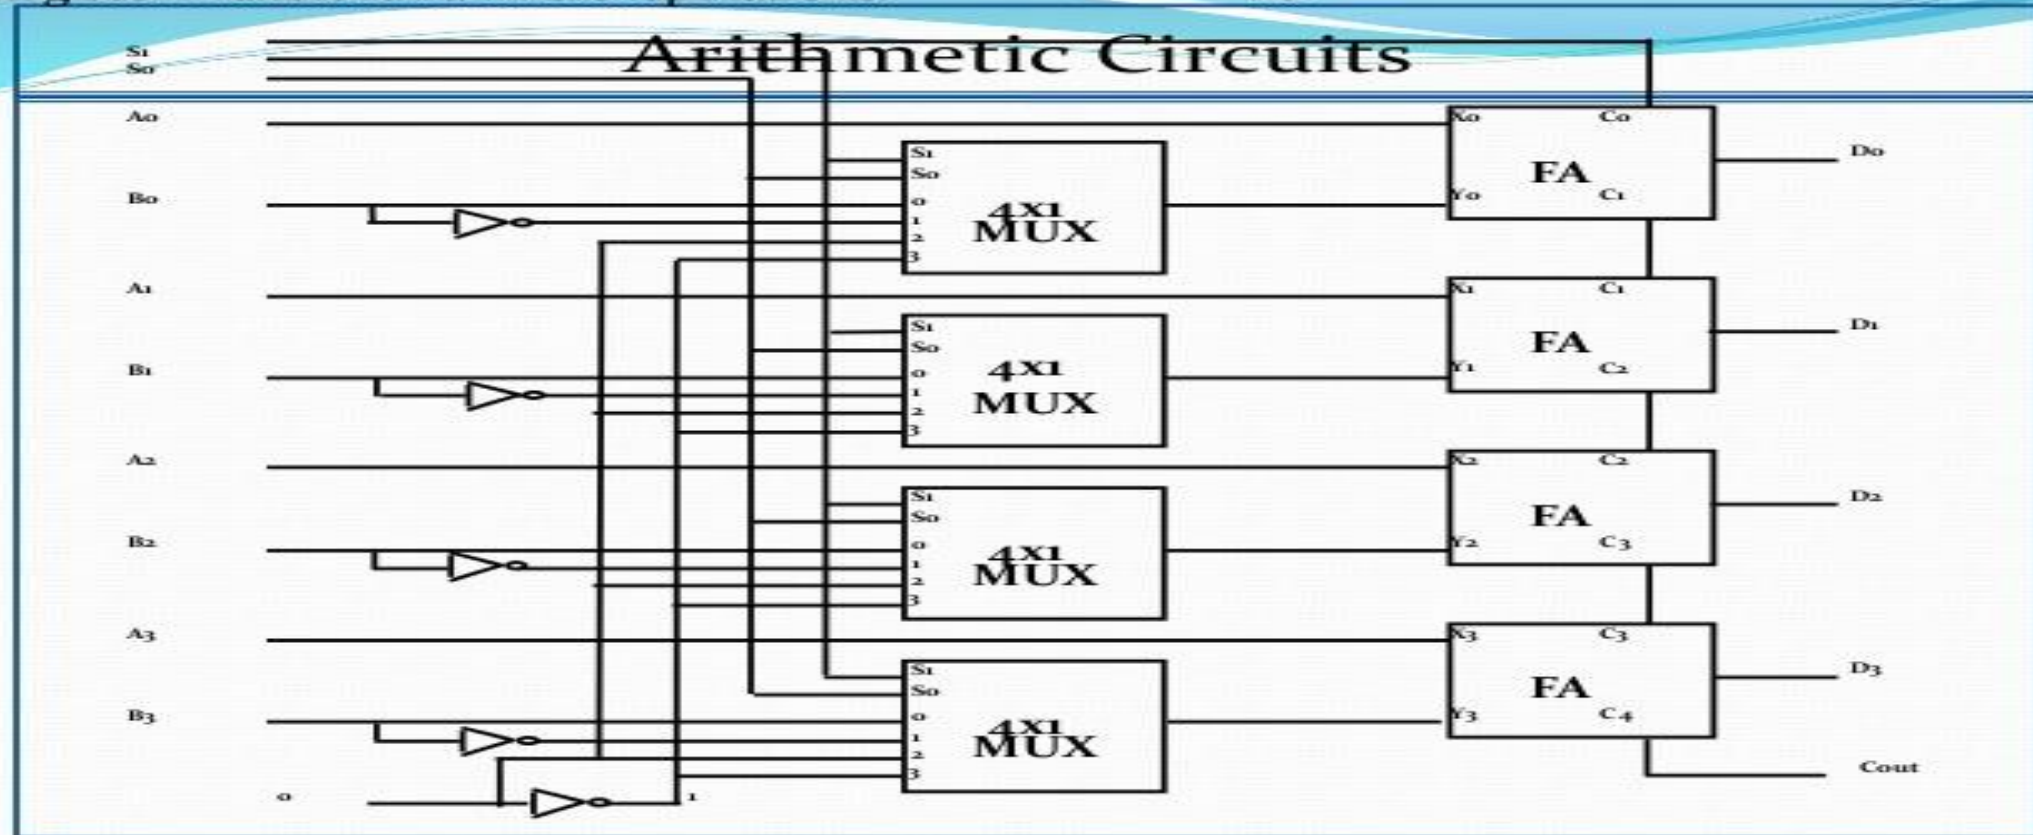 Arithmetic Circuits
S1
S0
A0
B0
A1
B1
A2
B2
A3
B3
0
1
S1
S0
0
1
2
3
4X1
MUX
S1
S0
0
1
2
3
4X1
MUX
S1
S0
0
1
2
3
4X1
MUX
S1
S0
0
1
2
3
4X1
MUX
X0
C0
FA
Y0
C1
D0
X1
C1
FA
Y1
C2
D1
X2
C2
FA
Y2
C3
D2
X3
C3
FA
Y3
C4
D3
Cout